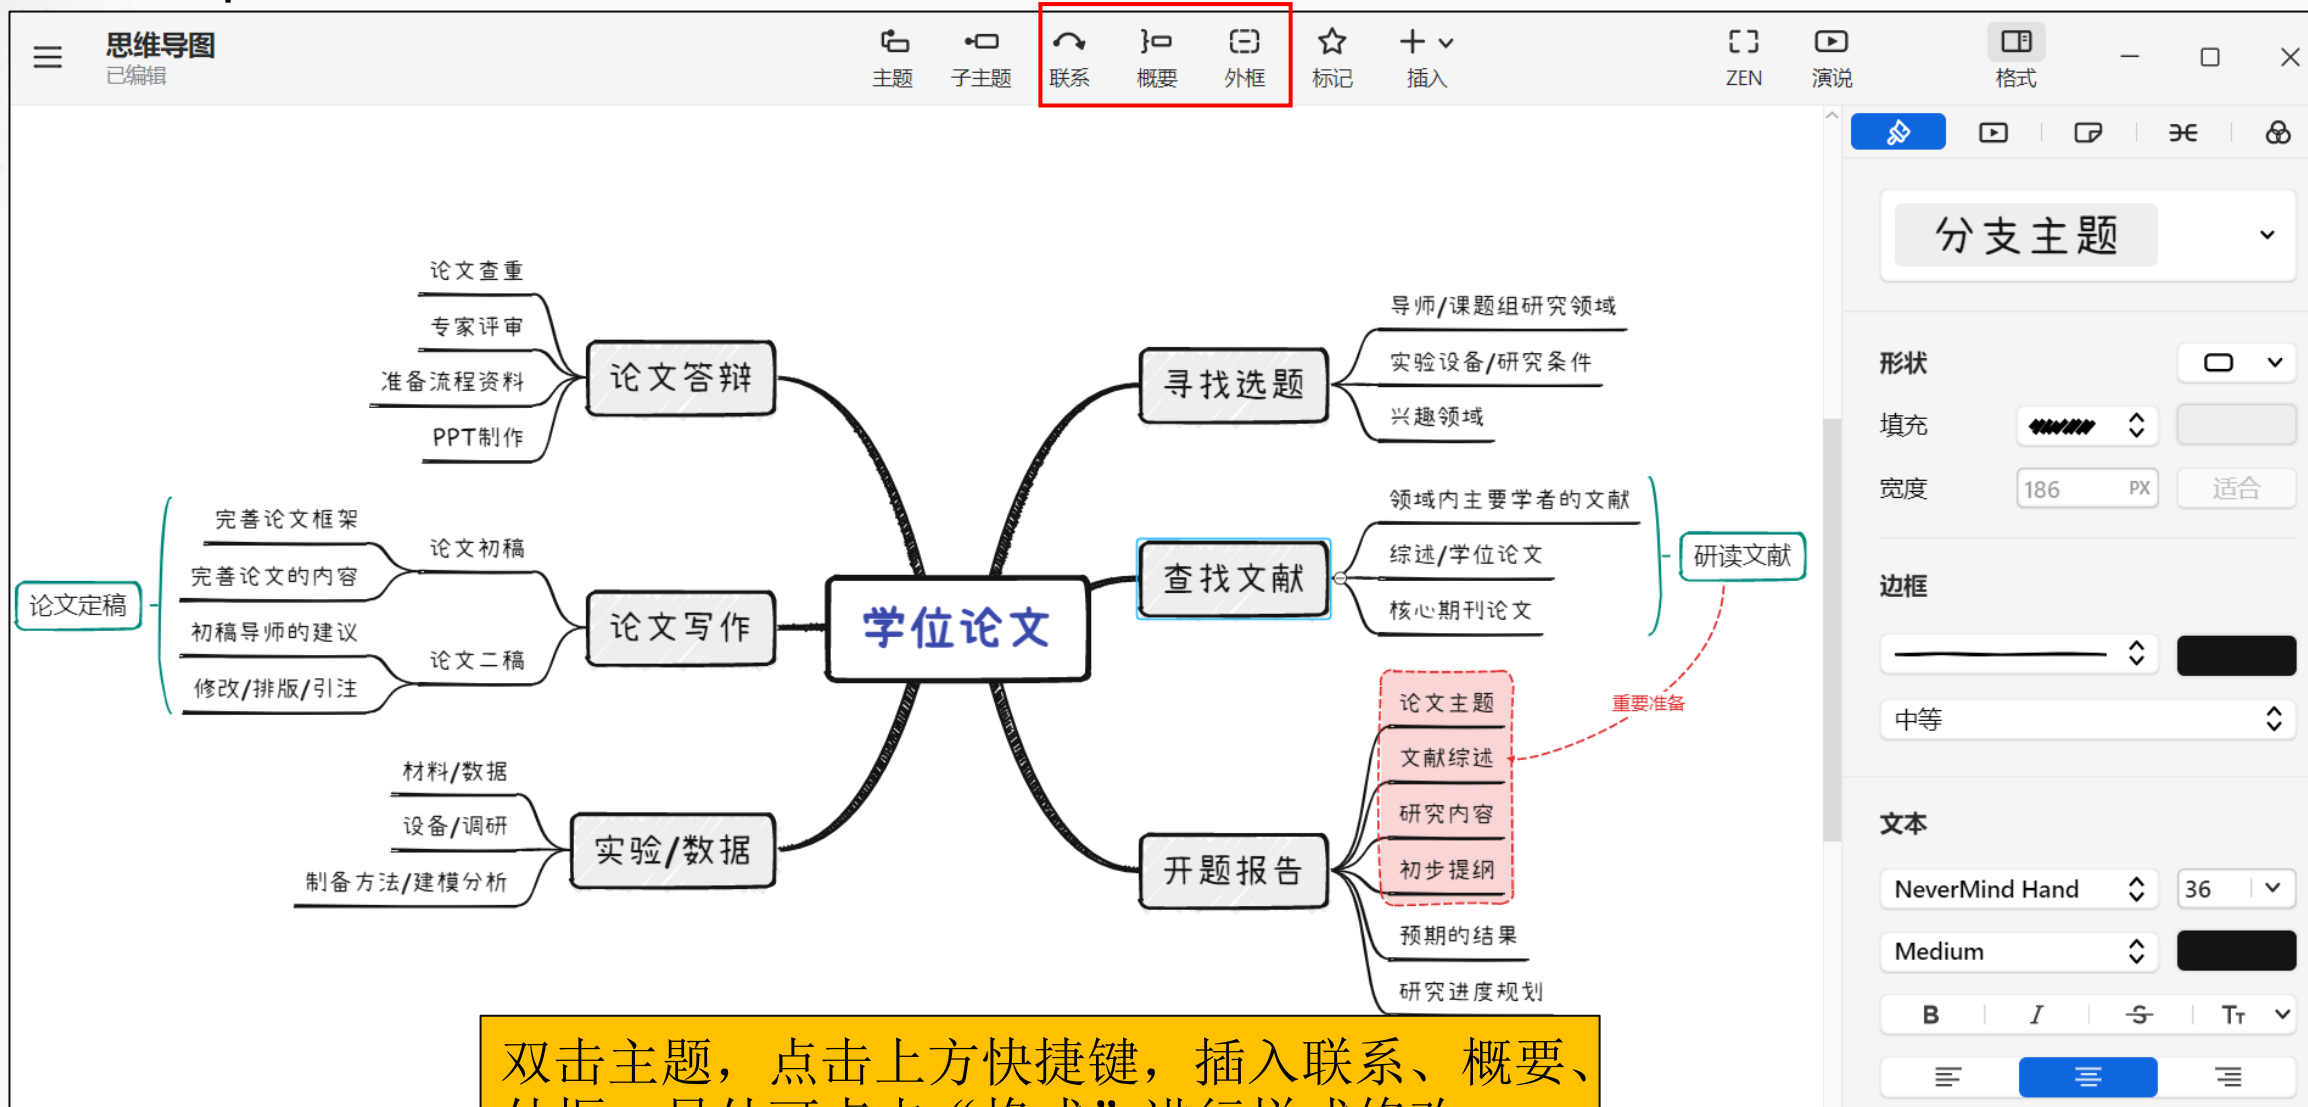 思维导图
已编辑
主题
子主题
联系
概要
外框
标记
插入
ZEN
演说
格式
论文查重
专家评审
准备流程资料
PPT制作
论文答辩
完善论文框架
完善论文的内容
初稿导师的建议
修改/排版/引注
论文初稿
论文二稿
论文定稿
论文写作
材料/数据
设备/调研
制备方法/建模分析
实验/数据
学位论文
寻找选题
导师/课题组研究领域
实验设备/研究条件
兴趣领域
查找文献
领域内主要学者的文献
综述/学位论文
核心期刊论文
研读文献
重要准备
开题报告
论文主题
文献综述
研究内容
初步提纲
预期的结果
研究进度规划
双击主题，点击上方快捷键，插入联系、概要、
分支主题
形状
填充
宽度
186 PX
适合
边框
中等
文本
NeverMind Hand
36
Medium
B I S Tт